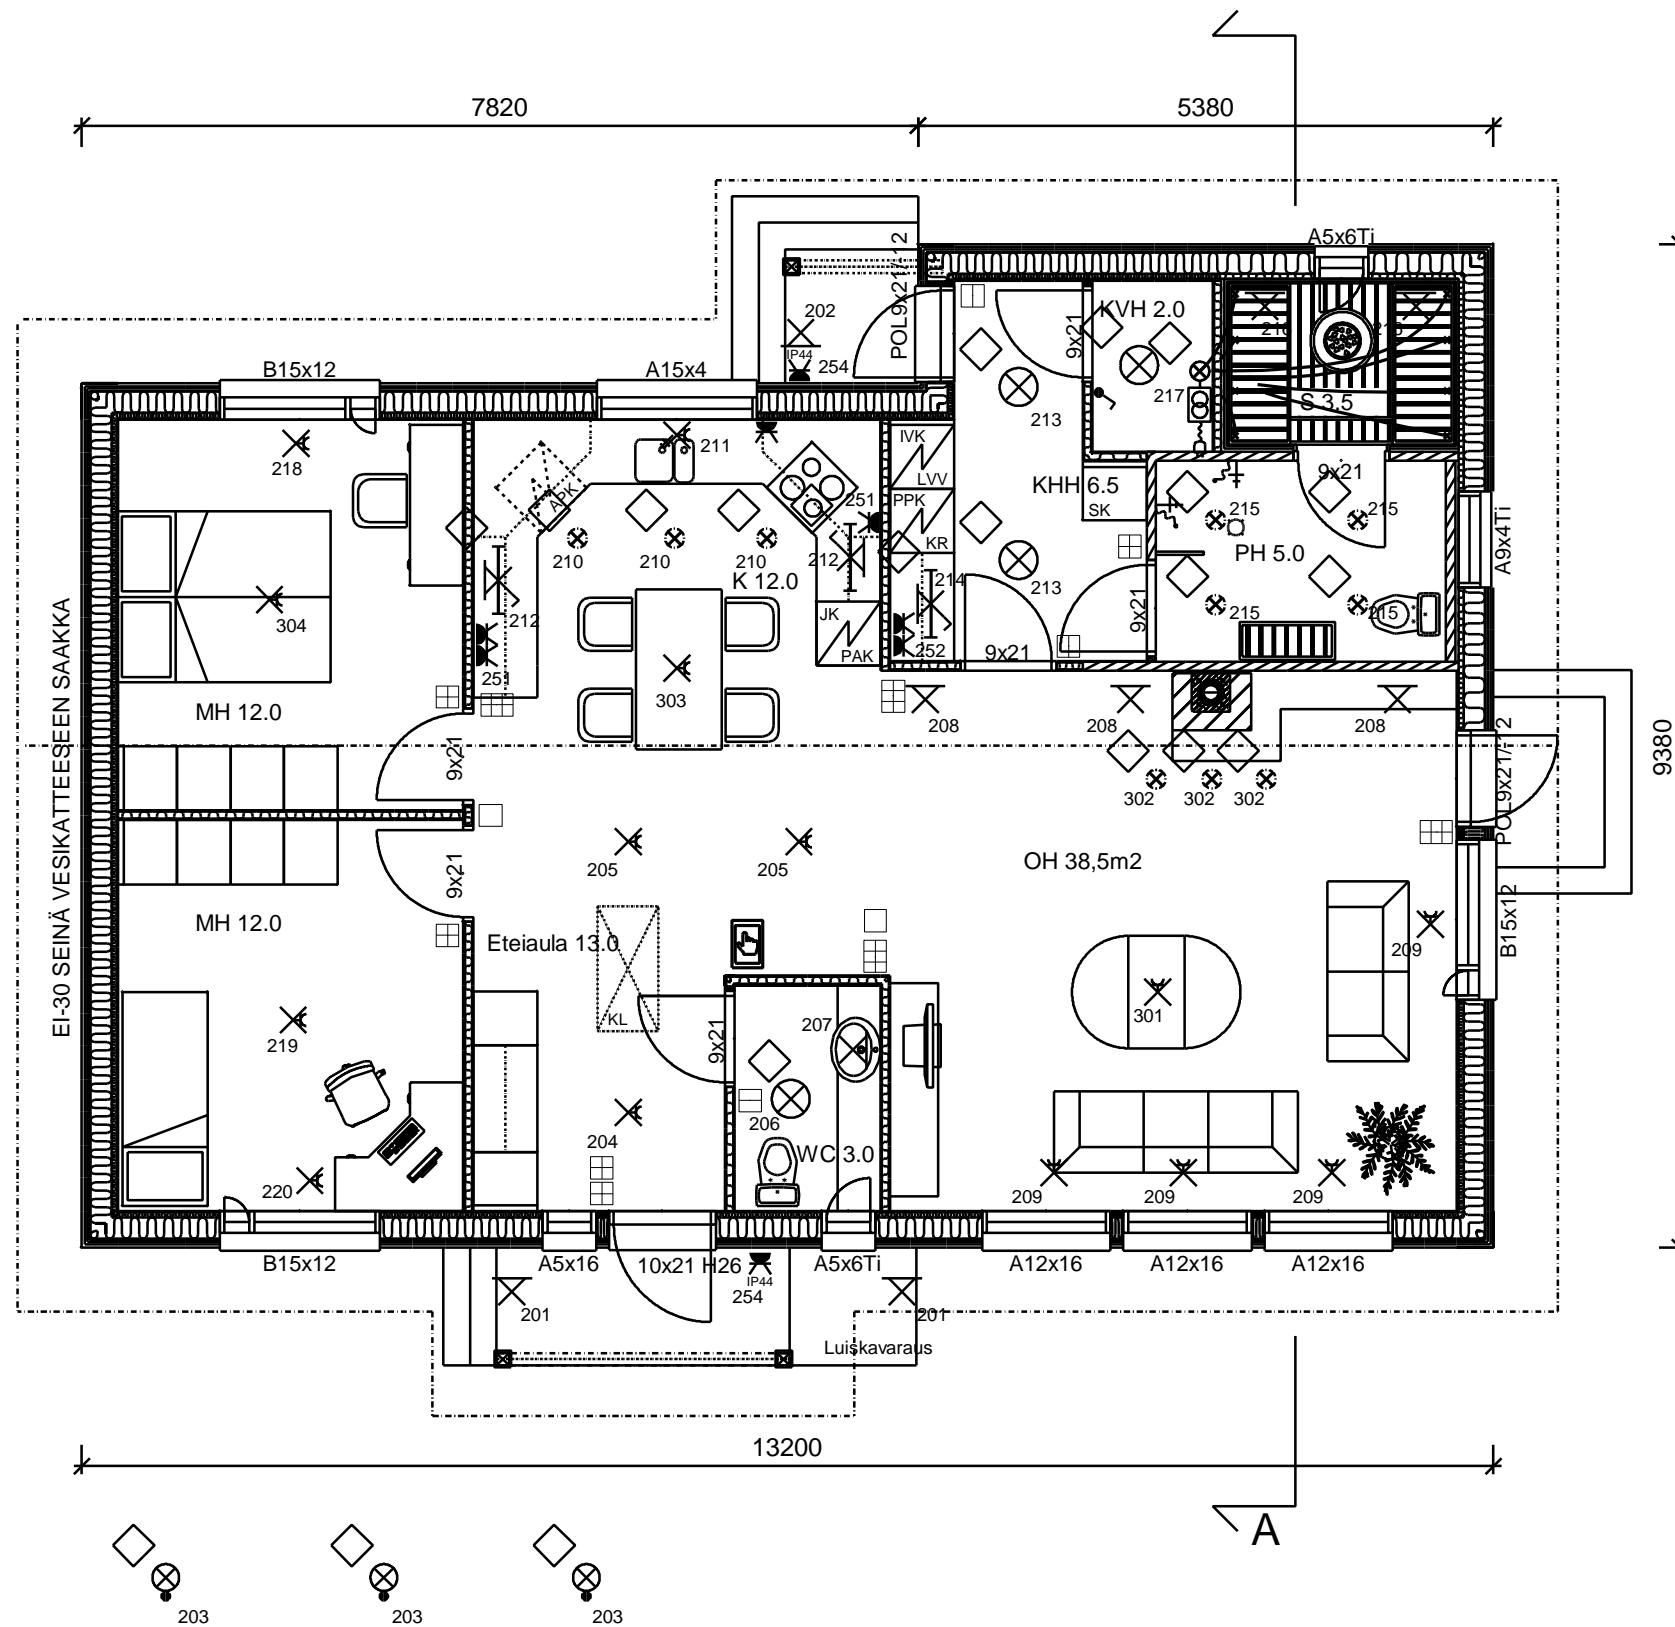 7820
5380
A5x6Ti
POL9x21/-12
202
IP44
254
KVH 2.0
9x21
B15x12
A15x4
217
216
216
S 3.5
213
218
211
IVK
LVV
PPK
KR
KHH 6.5
SK
9x21
215
215
A9x4Ti
APK
251
210
210
210
212
K 12.0
PH 5.0
213
214
215
215
9x21
304
212
JK
PAK
252
9x21
EI-30 SEINÄ VESIKATTEESEEN SAAKKA
251
303
MH 12.0
208
208
208
9x21
POL9x21/-12
9380
302
302
302
9x21
205
205
OH 38,5m2
MH 12.0
Eteiaula 13.0
209
B15x12
KL
9x21
207
301
219
204
206
WC 3.0
220
209
209
209
B15x12
A5x16
10x21 H26
IP44
254
A5x6Ti
A12x16
A12x16
A12x16
201
201
Luiskavaraus
13200
A
203
203
203